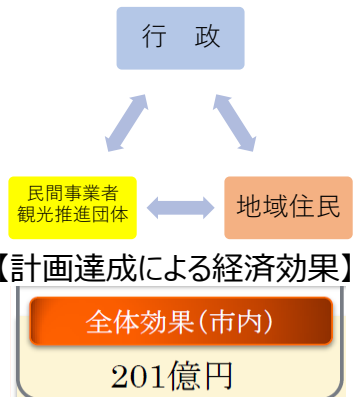 行　政
民間事業者
観光推進団体
地域住民
【計画達成による経済効果】
全体効果(市内)
201億円